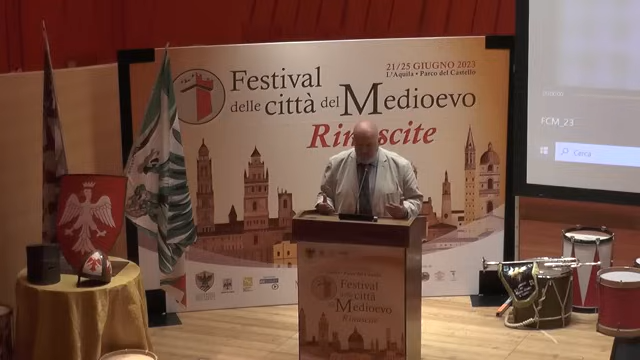 21/25 GIUGNO 2023
L'Aquila • Parco del Castello
Festival
delle città del Medioevo
Rinascite
FCM_23
Cerca
Festival
delle città del
Medioevo
Rinascite